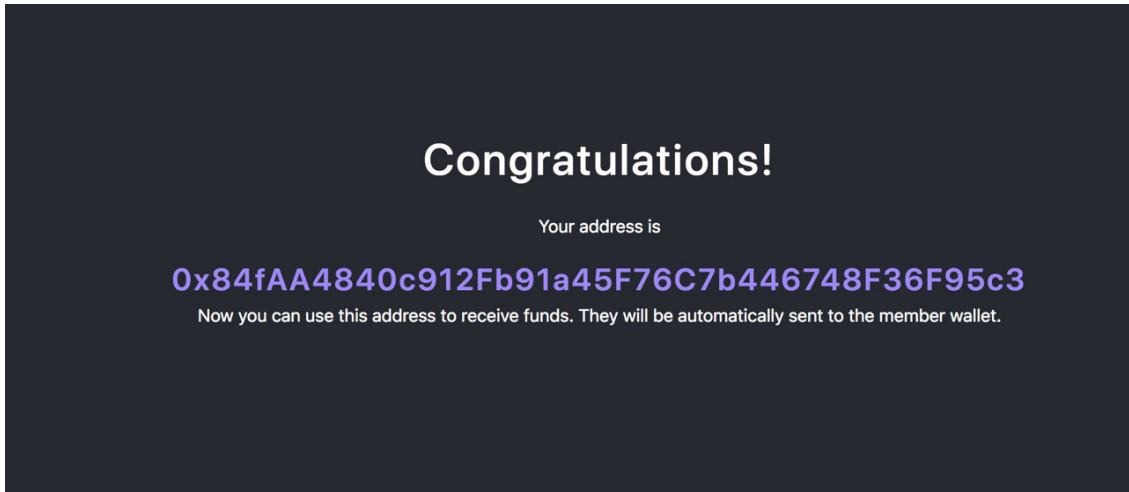 Congratulations!
Your address is
0x84fAA4840c912Fb91a45F76C7b446748F36F95c3
Now you can use this address to receive funds. They will be automatically sent to the member wallet.